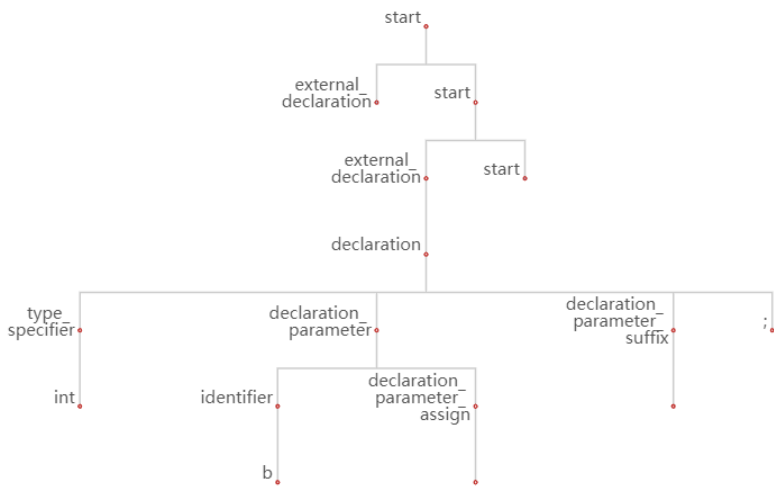 start
external_
declaration
start
external_
declaration
start
declaration
type_
specifier
declaration_
parameter
declaration_
parameter_
suffix
;
int
identifier
declaration_
parameter_
assign
b